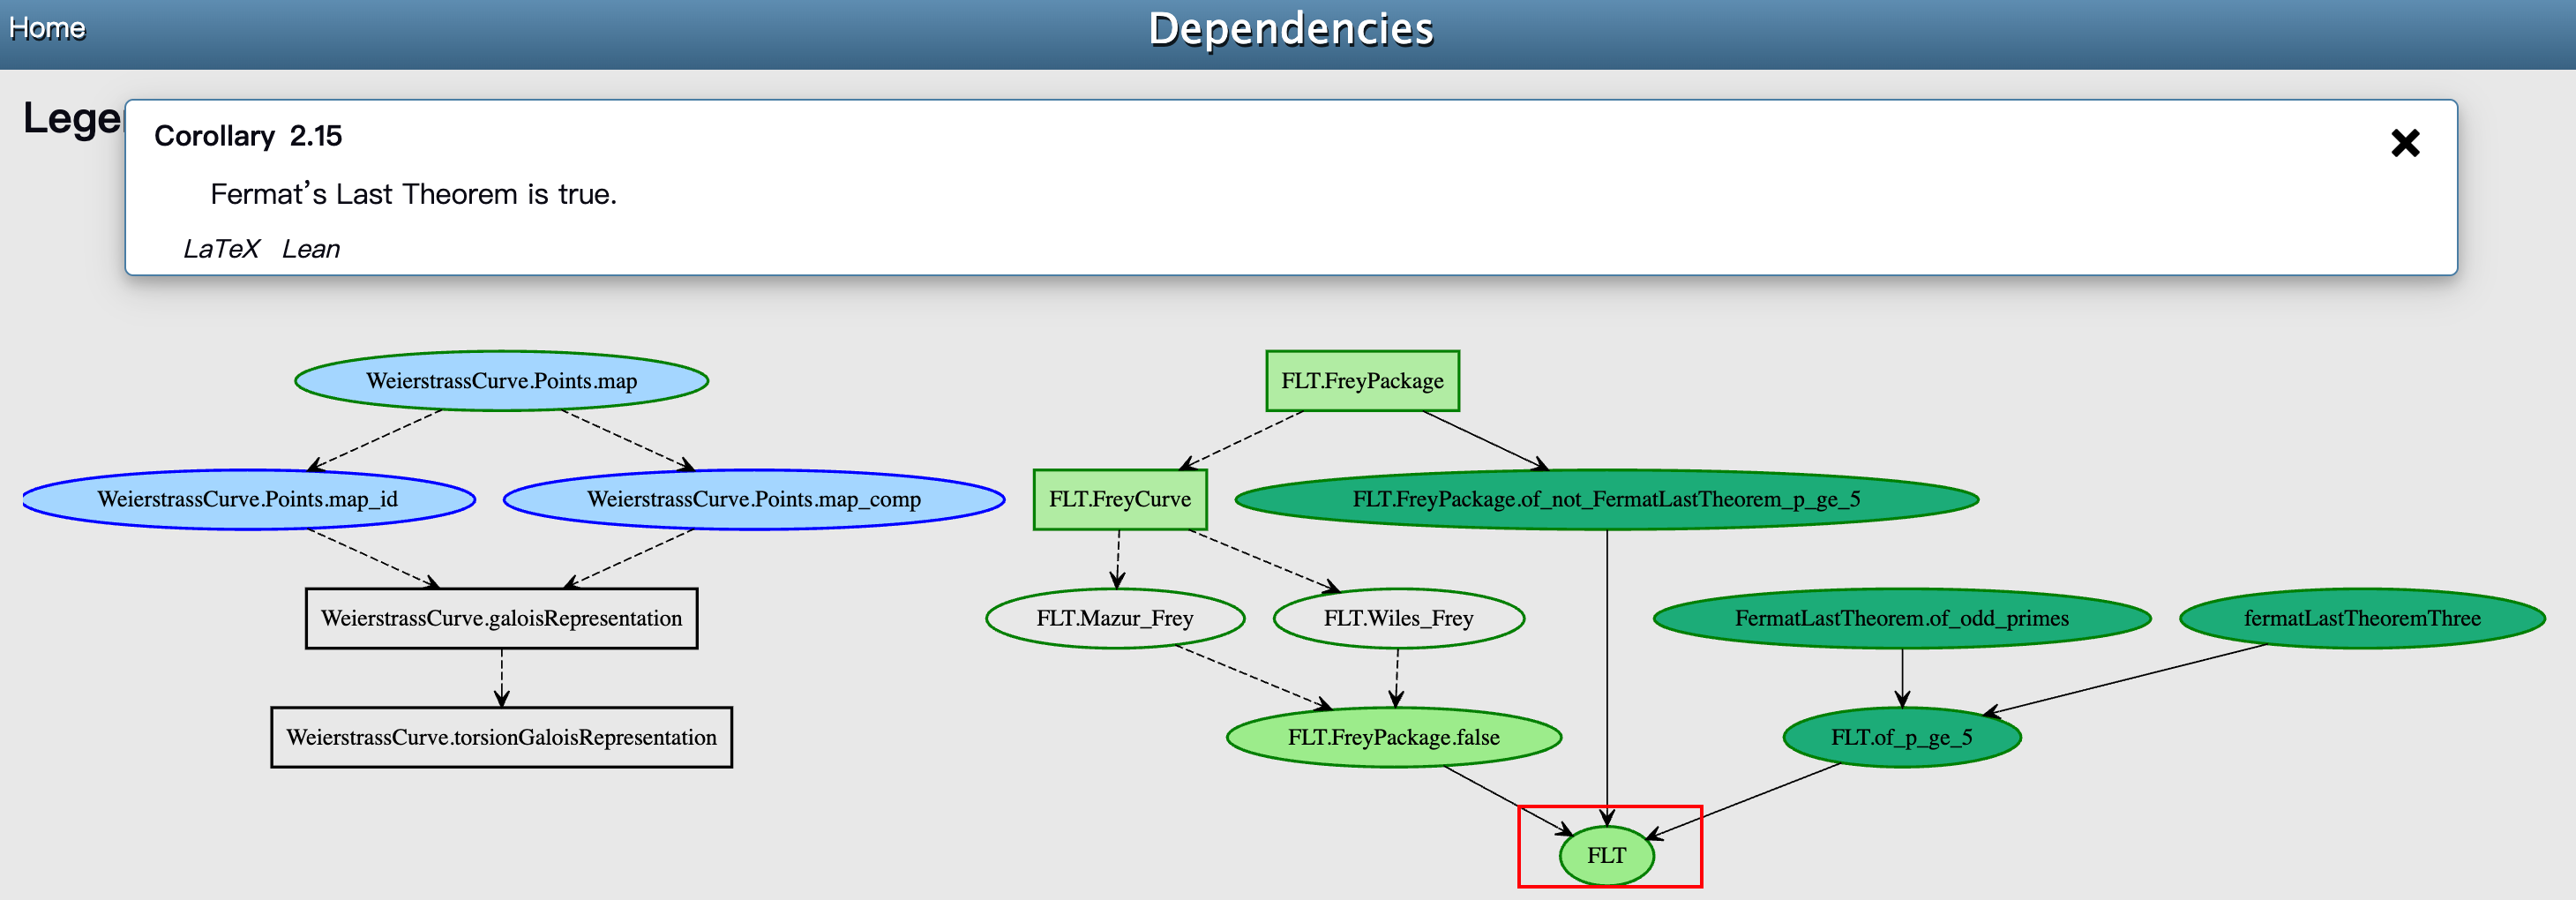 Home
Dependencies
Lege
Corollary 2.15
Fermat’s Last Theorem is true.
LaTeX Lean
WeierstrassCurve.Points.map
FLT.FreyPackage
WeierstrassCurve.Points.map_id
WeierstrassCurve.Points.map_comp
FLT.FreyCurve
FLT.FreyPackage.of_not_FermatLastTheorem_p_ge_5
WeierstrassCurve.galoisRepresentation
FLT.Mazur_Frey
FLT.Wiles_Frey
FermatLastTheorem.of_odd_primes
fermatLastTheoremThree
WeierstrassCurve.torsionGaloisRepresentation
FLT.FreyPackage.false
FLT.of_p_ge_5
FLT